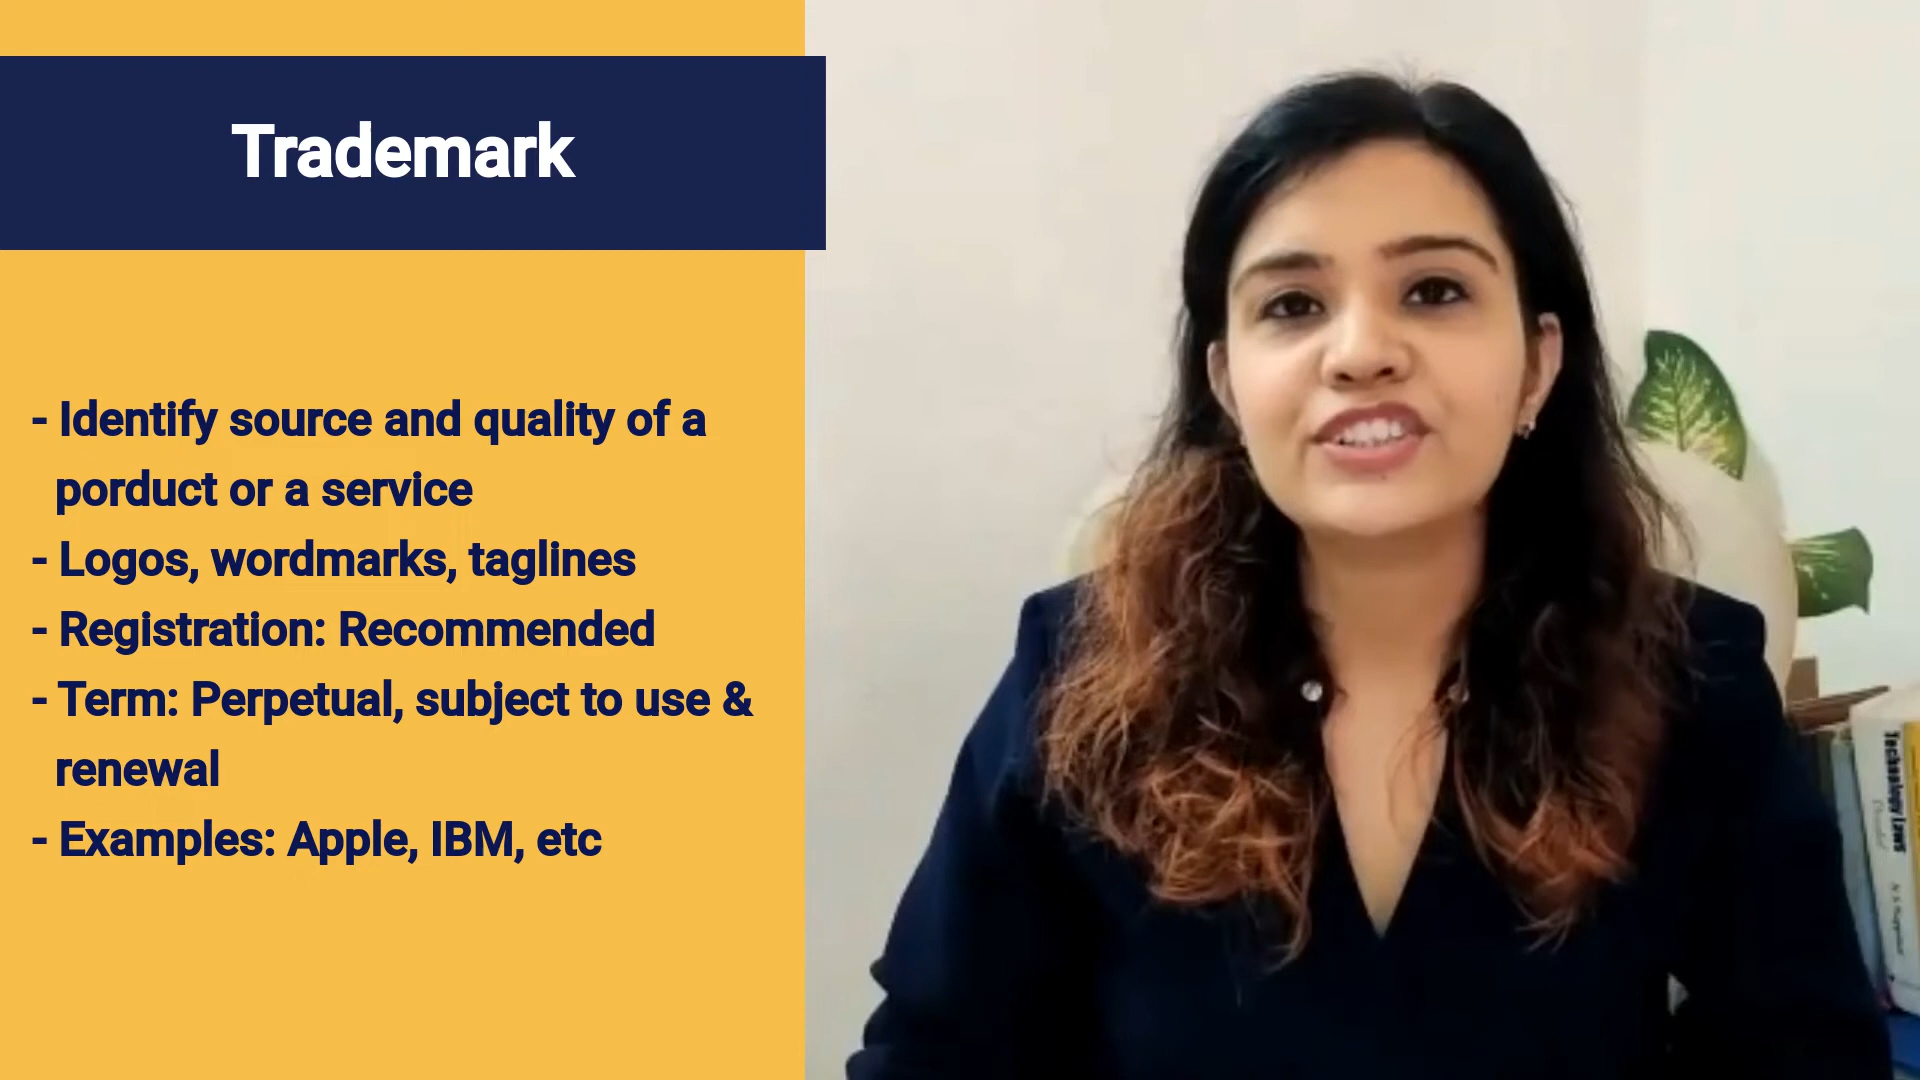 Trademark
- Identify source and quality of a
porduct or a service
- Logos, wordmarks, taglines
- Registration: Recommended
- Term: Perpetual, subject to use &
renewal
- Examples: Apple, IBM, etc
Technology Laws